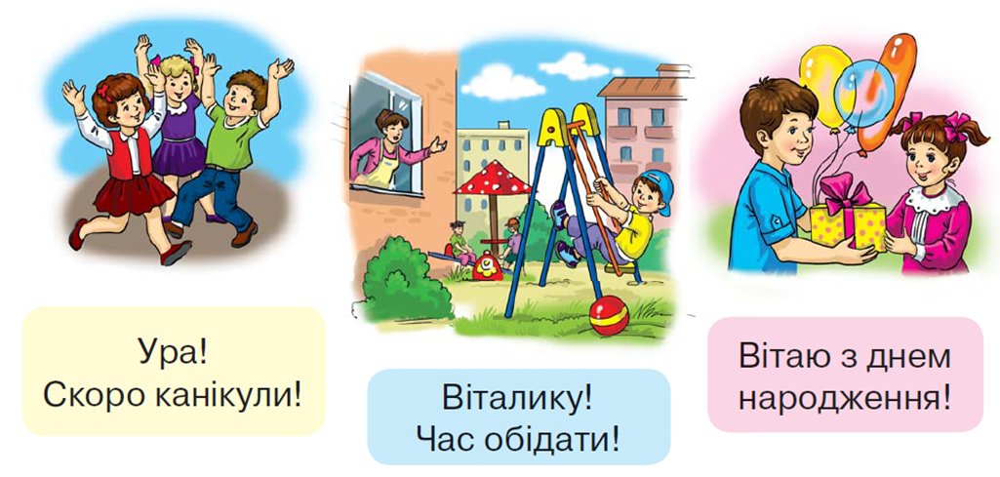 Ура!
Скоро канікули!
Віталику!
Час обідати!
Вітаю з днем
народження!